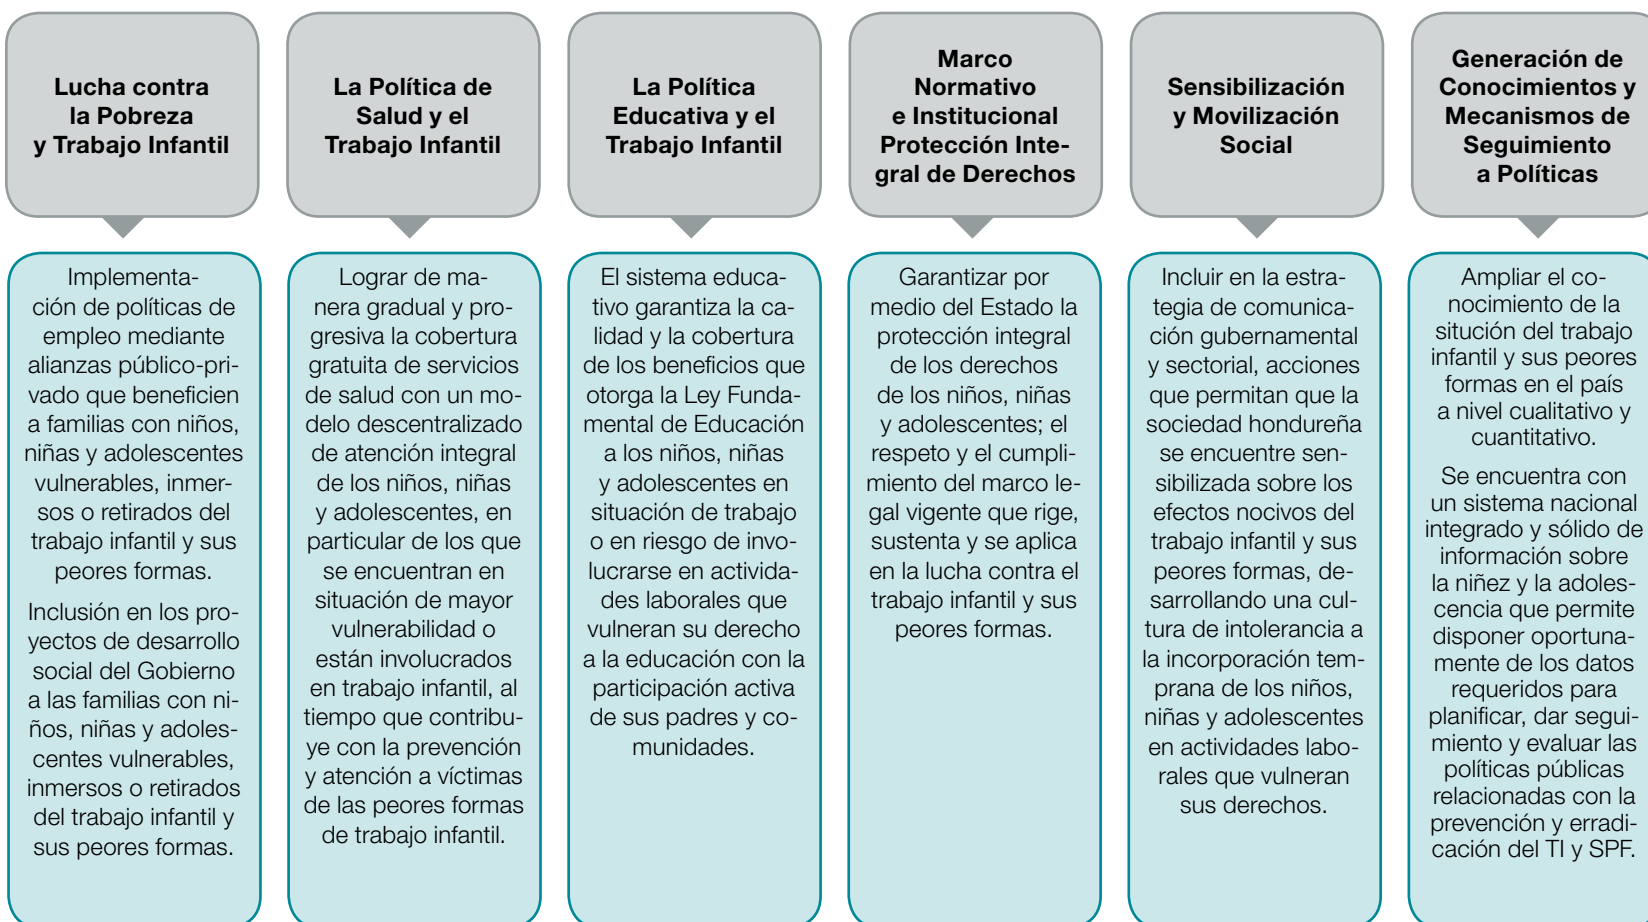 Lucha contra
la Pobreza
y Trabajo Infantil
Implementa-
ción de políticas de
empleo mediante
alianzas público-pri-
vado que beneficien
a familias con niños,
niñas y adolescentes
vulnerables, inmer-
sos o retirados del
trabajo infantil y sus
peores formas.
Inclusión en los pro-
yectos de desarrollo
social del Gobierno
a las familias con ni-
ños, niñas y adoles-
centes vulnerables,
inmersos o retirados
del trabajo infantil y
sus peores formas.
La Política de
Salud y el
Trabajo Infantil
Lograr de ma-
nera gradual y pro-
gresiva la cobertura
gratuita de servicios
de salud con un mo-
delo descentralizado
de atención integral
de los niños, niñas
y adolescentes, en
particular de los que
se encuentran en
situación de mayor
vulnerabilidad o
están involucrados
en trabajo infantil, al
tiempo que contribu-
ye con la prevención
y atención a víctimas
de las peores formas
de trabajo infantil.
La Política
Educativa y el
Trabajo Infantil
El sistema educa-
tivo garantiza la ca-
lidad y la cobertura
de los beneficios que
otorga la Ley Funda-
mental de Educación
a los niños, niñas
y adolescentes en
situación de trabajo
o en riesgo de invo-
lucrarse en activida-
des laborales que
vulneran su derecho
a la educación con la
participación activa
de sus padres y co-
munidades.
Marco
Normativo
e Institucional
Protección Inte-
gral de Derechos
Garantizar por
medio del Estado la
protección integral
de los derechos
de los niños, niñas
y adolescentes; el
respeto y el cumpli-
miento del marco le-
gal vigente que rige,
sustenta y se aplica
en la lucha contra el
trabajo infantil y sus
peores formas.
Sensibilización
y Movilización
Social
Incluir en la estra-
tegia de comunica-
ción gubernamental
y sectorial, acciones
que permitan que la
sociedad hondureña
se encuentre sen-
sibilizada sobre los
efectos nocivos del
trabajo infantil y sus
peores formas, de-
sarrollando una cul-
tura de intolerancia a
la incorporación tem-
prana de los niños,
niñas y adolescentes
en actividades labo-
rales que vulneran
sus derechos.
Generación de
Conocimientos y
Mecanismos de
Seguimiento
a Políticas
Ampliar el co-
nocimiento de la
situción del trabajo
infantil y sus peores
formas en el país
a nivel cualitativo y
cuantitativo.
Se encuentra con
un sistema nacional
integrado y sólido de
información sobre
la niñez y la adoles-
cencia que permite
disponer oportuna-
mente de los datos
requeridos para
planificar, dar segui-
miento y evaluar las
políticas públicas
relacionadas con la
prevención y erradi-
cación del TI y SPF.